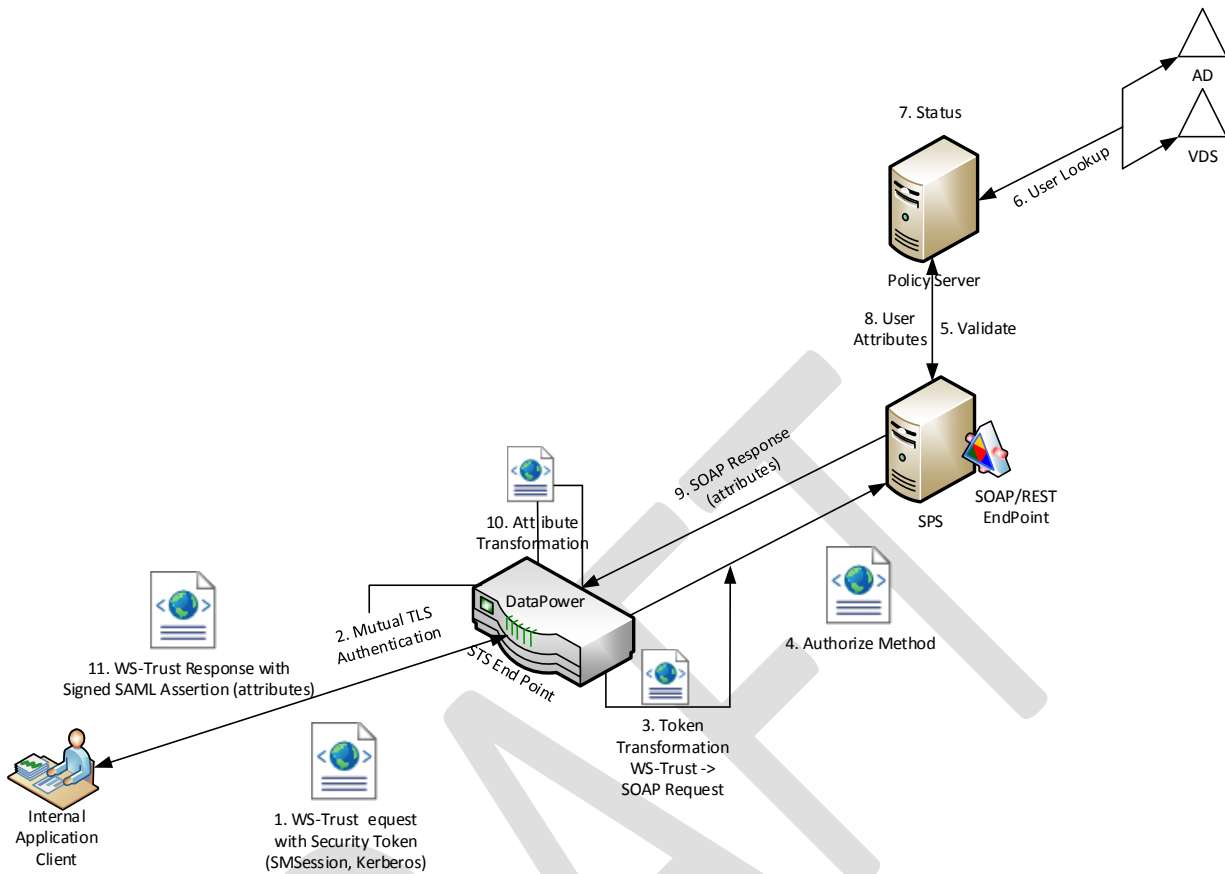 AD
7. Status
VDS
6. User Lookup
Policy Server
8. User
Attributes
5. Validate
9. SOAP Response
(attributes)
SOAP/REST
EndPoint
SPS
10. Attribute
Transformation
DataPower
2. Mutual TLS
Authentication
STS End Point
4. Authorize Method
11. WS-Trust Response with
Signed SAML Assertion (attributes)
3. Token
Transformation
WS-Trust ->
SOAP Request
Internal
Application
Client
1. WS-Trust equest
with Security Token
(SMSession, Kerberos)